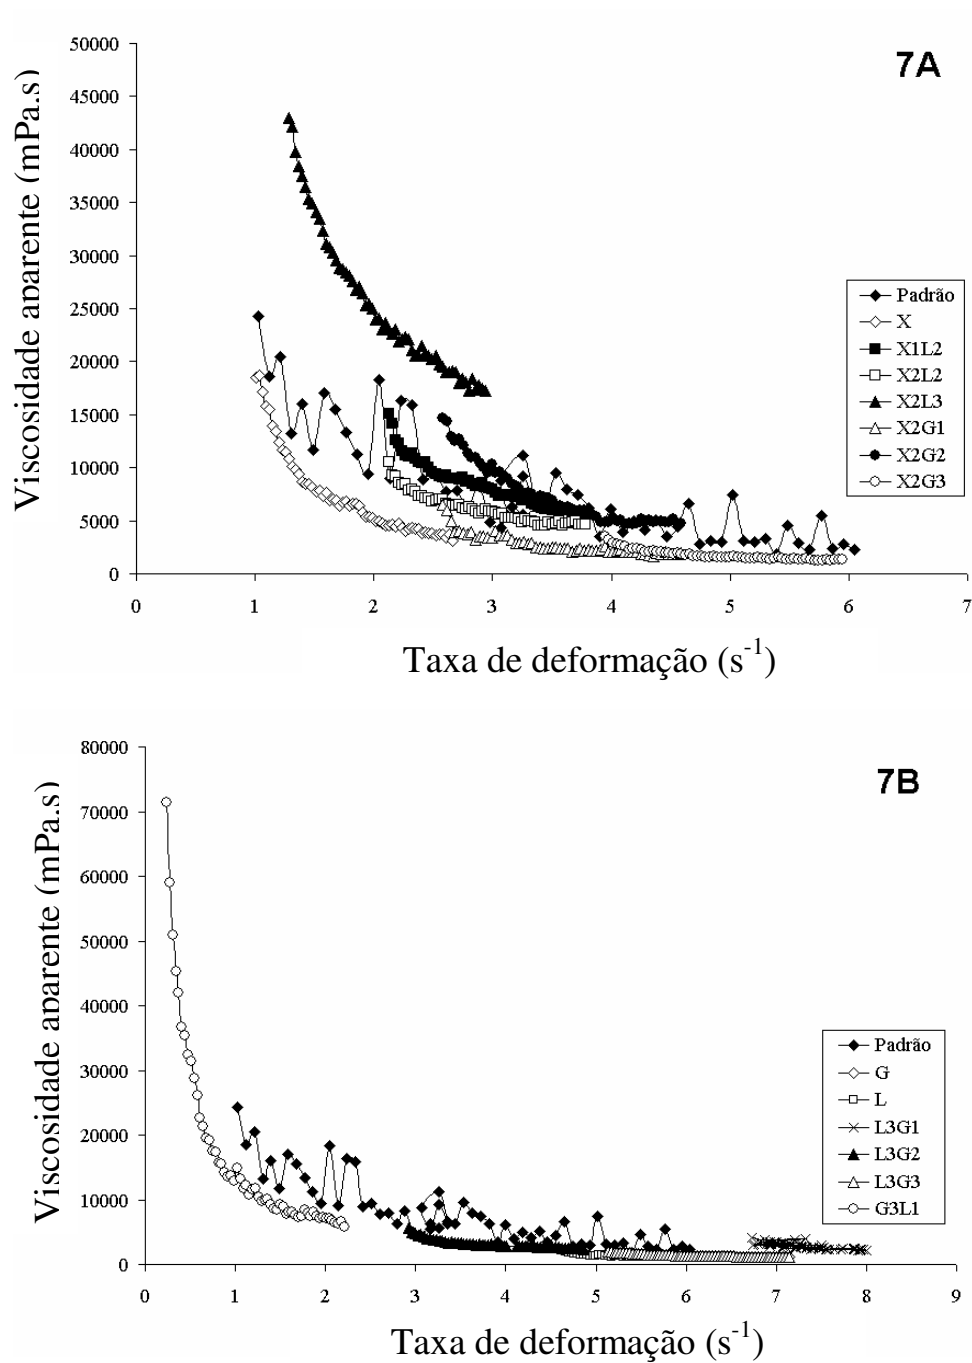 50000
7A
45000
40000
35000
30000
25000
20000
15000
10000
5000
0
Viscosidade aparente (mPa.s)
Padrão
X
X1L2
X2L2
X2L3
X2G1
X2G2
X2G3
0 1 2 3 4 5 6 7
Taxa de deformação (s-1)
80000
7B
70000
60000
50000
40000
30000
20000
10000
0
Viscosidade aparente (mPa.s)
Padrão
G
L
L3G1
L3G2
L3G3
G3L1
0 1 2 3 4 5 6 7 8 9
Taxa de deformação (s-1)